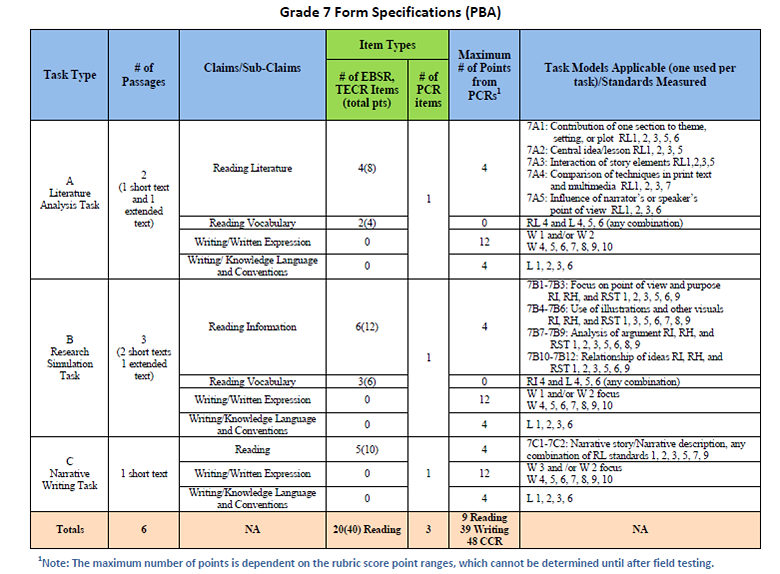 Grade 7 Form Specifications (PBA)
Task Type
# of
Passages
Claims/Sub-Claims
Item Types
# of EBSR,
TECR Items
(total pts)
# of
PCR
items
Maximum
# of Points
from
PCRs1
Task Models Applicable (one used per
task)/Standards Measured
A
Literature
Analysis Task
2
(1 short text
and 1
extended
text)
Reading Literature
4(8)
1
4
7A1: Contribution of one section to theme,
setting, or plot RL1, 2, 3, 5, 6
7A2: Central idea/lesson RL1, 2, 3, 5
7A3: Interaction of story elements RL1,2,3,5
7A4: Comparison of techniques in print text
and multimedia RL1, 2, 3, 7
7A5: Influence of narrator's or speaker's
point of view RL1, 2, 3, 6
Reading Vocabulary
2(4)
0
RL 4 and L 4, 5, 6 (any combination)
Writing/Written Expression
0
12
W 1 and/or W 2
W 4, 5, 6, 7, 8, 9, 10
Writing/ Knowledge Language
and Conventions
0
4
L 1, 2, 3, 6
B
Research
Simulation
Task
3
(2 short texts
1 extended
text)
Reading Information
6(12)
1
4
7B1-7B3: Focus on point of view and purpose
RI, RH, and RST 1, 2, 3, 5, 6, 9
7B4-7B6: Use of illustrations and other visuals
RI, RH, and RST 1, 3, 5, 6, 7, 8, 9
7B7-7B9: Analysis of argument RI, RH, and
RST 1, 2, 3, 5, 6, 8, 9
7B10-7B12: Relationship of ideas RI, RH, and
RST 1, 2, 3, 5, 6, 9
Reading Vocabulary
3(6)
0
RI 4 and L 4, 5, 6 (any combination)
Writing/Written Expression
0
12
W 1 and/or W 2 focus
W 4, 5, 6, 7, 8, 9, 10
Writing/Knowledge Language
and Conventions
0
4
L 1, 2, 3, 6
C
Narrative
Writing Task
1 short text
Reading
5(10)
1
4
7C1-7C2: Narrative story/Narrative description, any
combination of RL standards 1, 2, 3, 5, 7, 9
Writing/Written Expression
0
12
W 3 and /or W 2 focus
W 4, 5, 6, 7, 8, 9, 10
Writing/Knowledge Language
and Conventions
0
4
L 1, 2, 3, 6
Totals
6
NA
20(40) Reading
3
9 Reading
39 Writing
48 CCR
NA
1Note: The maximum number of points is dependent on the rubric score point ranges, which cannot be determined until after field testing.